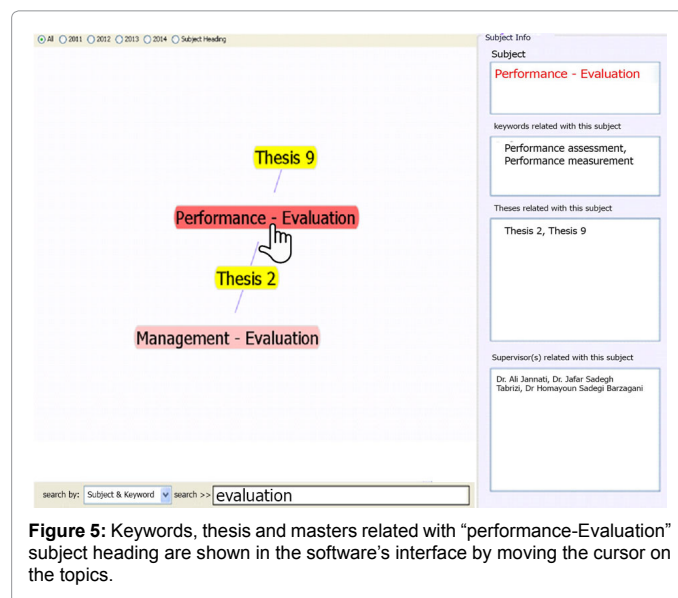 All 2011 2012 2013 2014 Subject Heading
Thesis 9
Performance - Evaluation
Thesis 2
Management - Evaluation
search by: Subject & Keyword search >> evaluation
Subject Info
Subject
Performance - Evaluation
keywords related with this subject
Performance assessment,
Performance measurement
Theses related with this subject
Thesis 2, Thesis 9
Supervisor(s) related with this subject
Dr. Ali Jannati, Dr. Jafar Sadegh
Tabrizi, Dr Homayoun Sadegi Barzagani
Figure 5: Keywords, thesis and masters related with “performance-Evaluation”
subject heading are shown in the software’s interface by moving the cursor on
the topics.